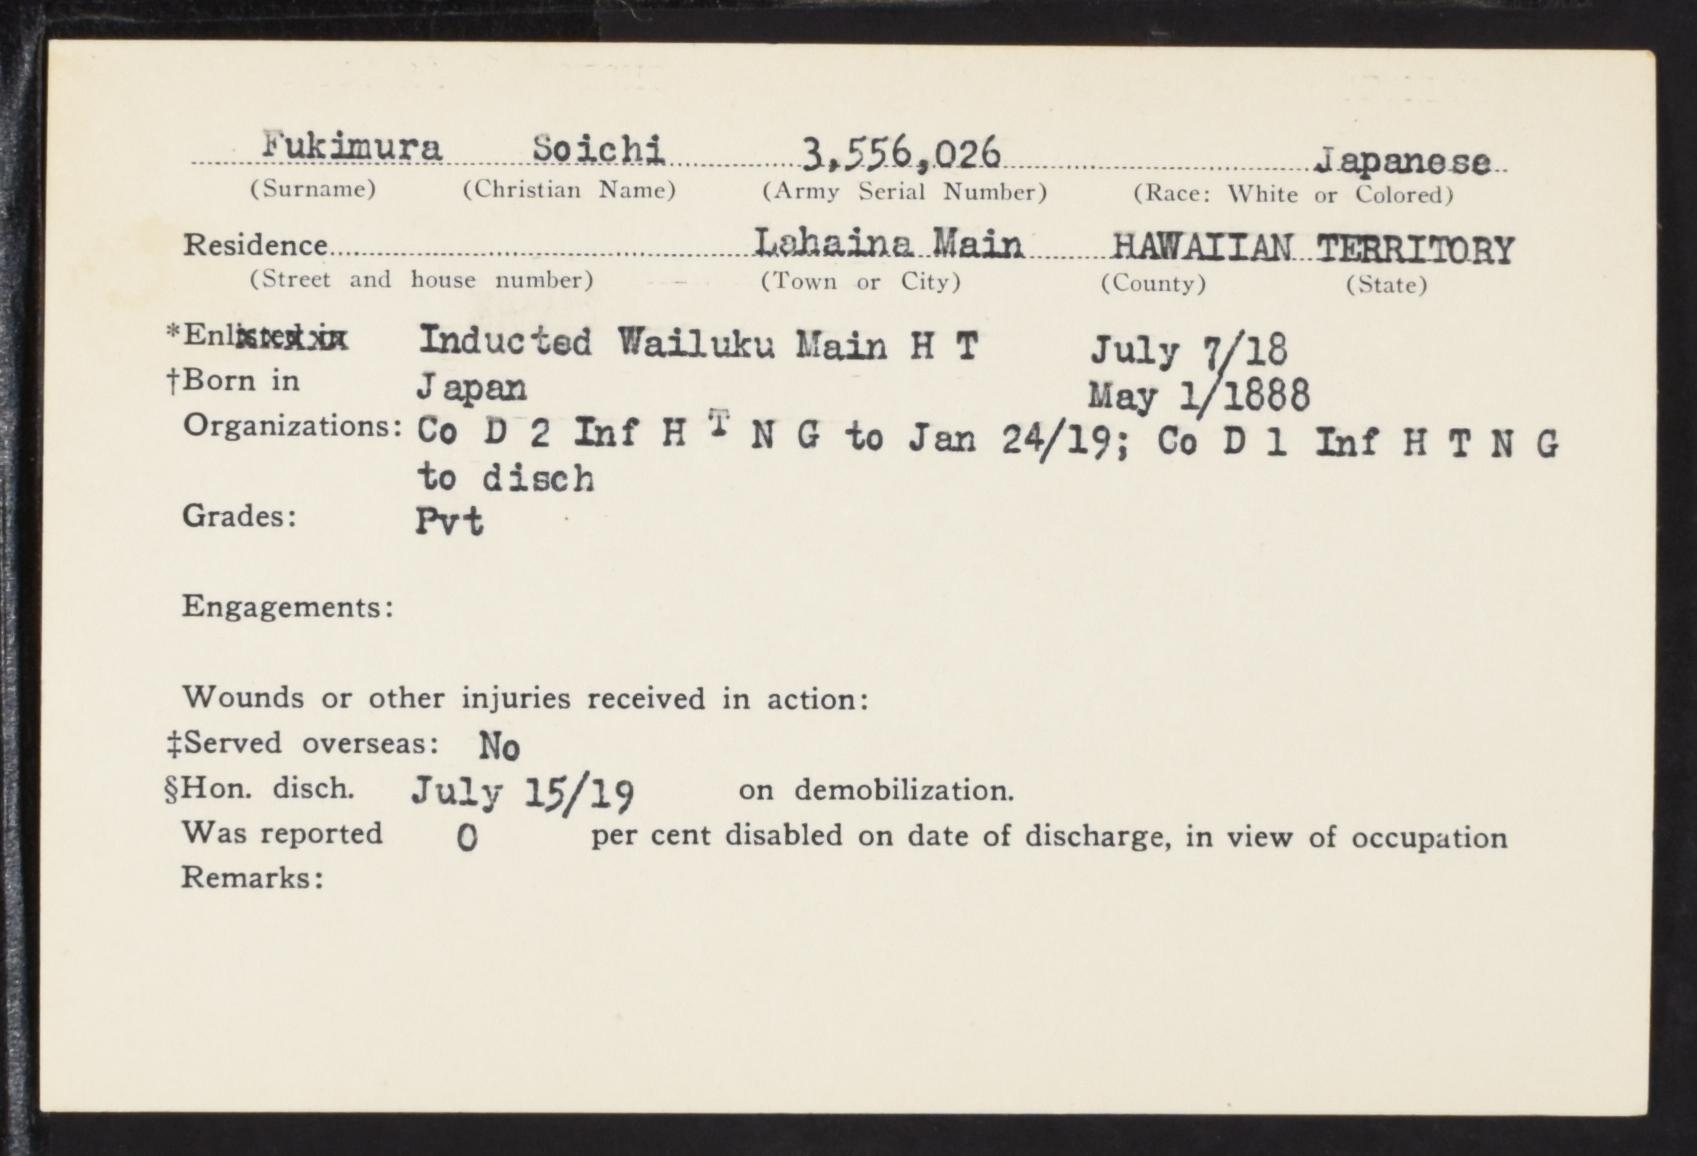 Fukimura Soichi 3,556,026 Japanese
(Surname) (Christian Name) (Army Serial Number) (Race: White or Colored)
Residence Lahaina Main HAWAIIAN TERRITORY
(Street and house number) (Town or City) (County) (State)
*Enlisted in Inducted Wailuku Main H T July 7/18
†Born in Japan May 1/1888
Organizations: Co D 2 Inf H T N G to Jan 24/19; Co D 1 Inf H T N G
to disch
Grades: Pvt
Engagements:
Wounds or other injuries received in action:
‡Served overseas: No
§Hon. disch. July 15/19 on demobilization.
Was reported 0 per cent disabled on date of discharge, in view of occupation
Remarks: